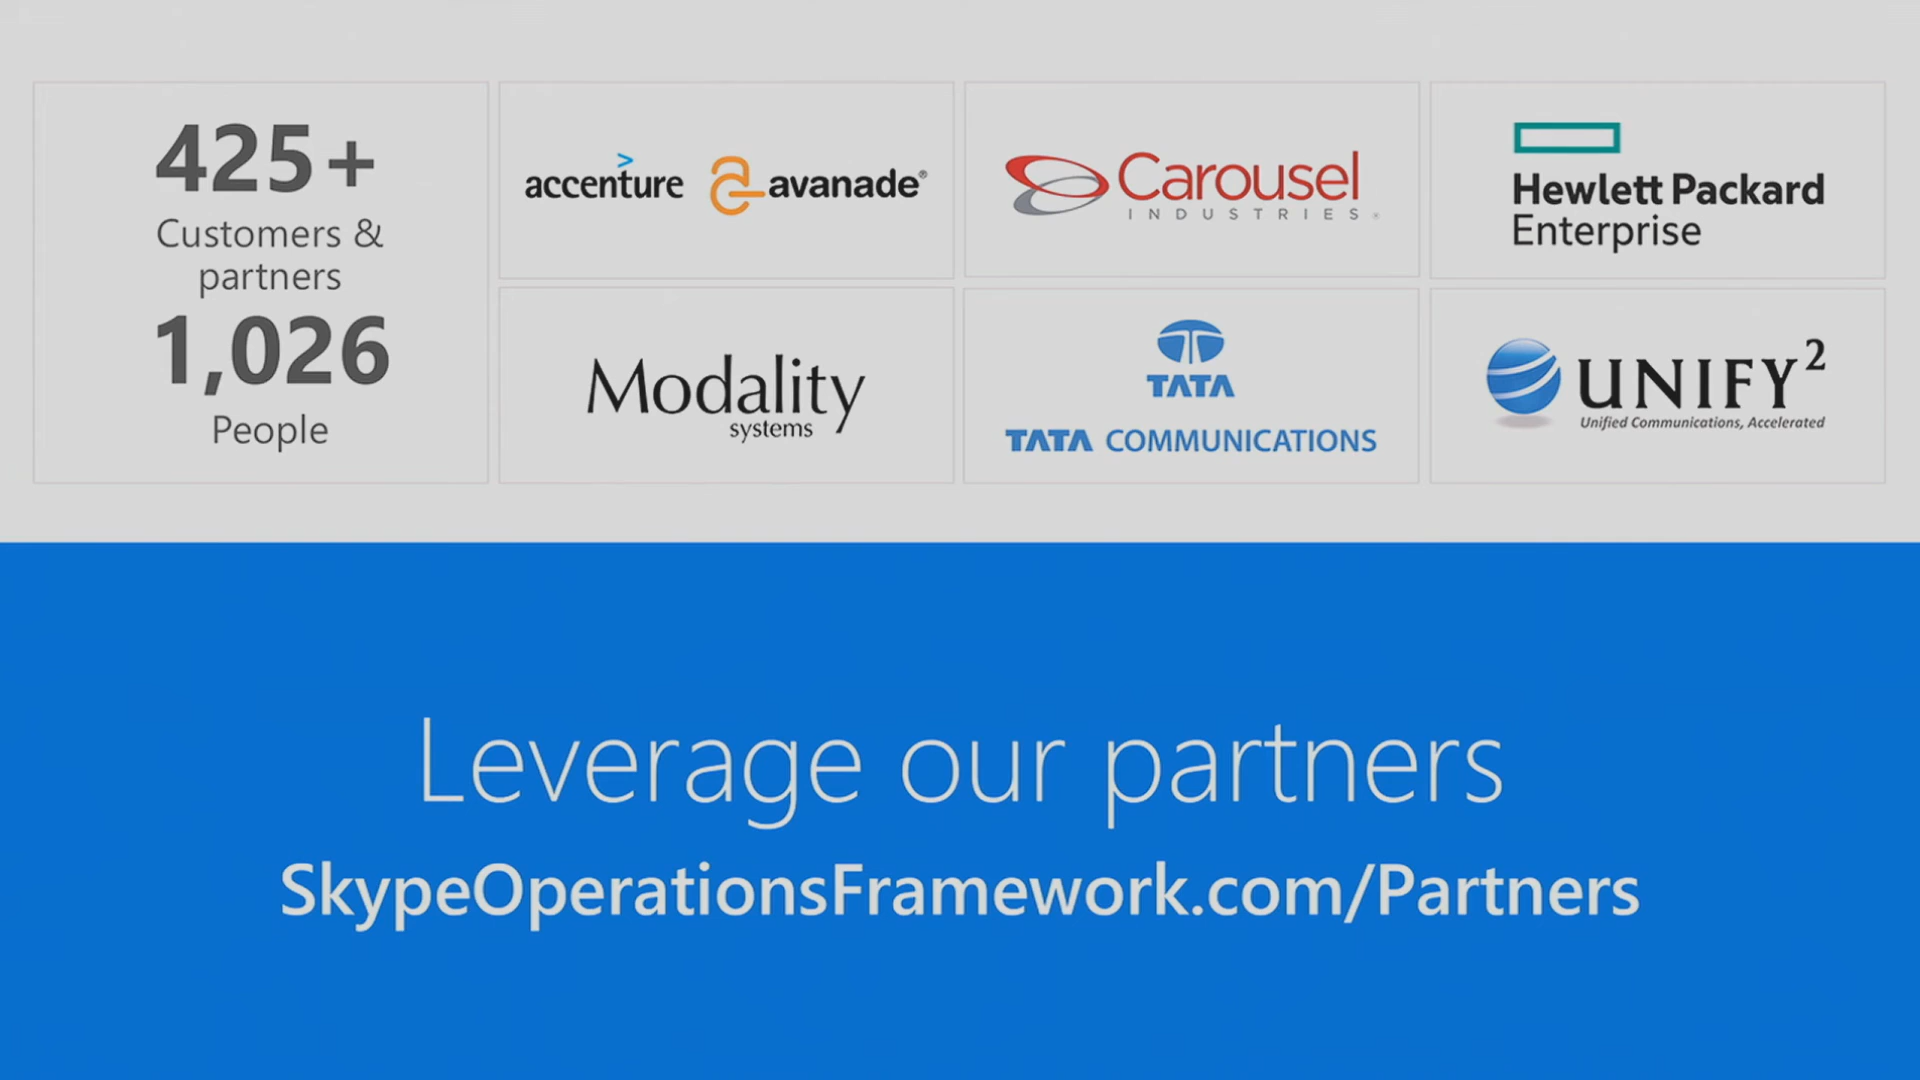 425+
Customers &
partners
1,026
People
accenture
avanade®
Carousel
INDUSTRIES®
Hewlett Packard
Enterprise
Modality
systems
TATA
TATA COMMUNICATIONS
UNIFY²
Unified Communications, Accelerated
Leverage our partners
SkypeOperationsFramework.com/Partners